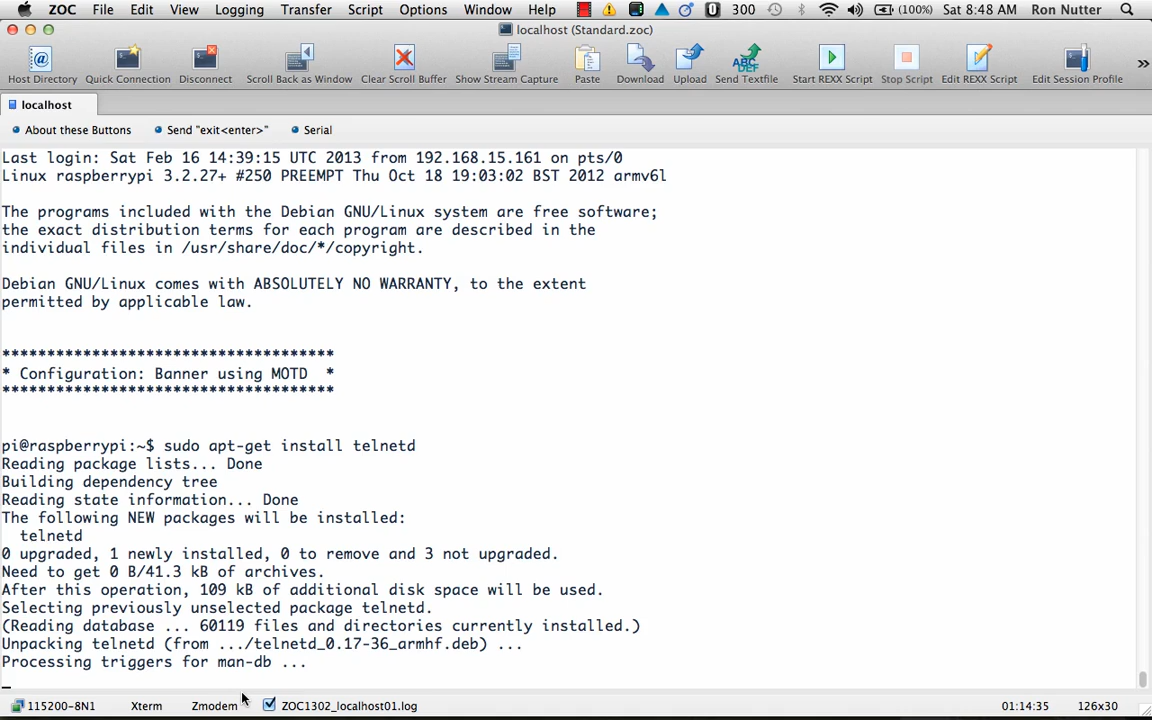 ZOC File Edit View Logging Transfer Script Options Window Help 300 (100%) Sat 8:48 AM Ron Nutter
localhost (Standard.zoc)
Host Directory Quick Connection Disconnect Scroll Back as Window Clear Scroll Buffer Show Stream Capture Paste Download Upload Send Textfile Start REXX Script Stop Script Edit REXX Script Edit Session Profile
localhost
About these Buttons Send "exit<enter>" Serial
Last login: Sat Feb 16 14:39:15 UTC 2013 from 192.168.15.161 on pts/0
Linux raspberrypi 3.2.27+ #250 PREEMPT Thu Oct 18 19:03:02 BST 2012 armv6l
The programs included with the Debian GNU/Linux system are free software;
the exact distribution terms for each program are described in the
individual files in /usr/share/doc/*/copyright.
Debian GNU/Linux comes with ABSOLUTELY NO WARRANTY, to the extent
permitted by applicable law.
*************************************
* Configuration: Banner using MOTD  *
*************************************
pi@raspberrypi:~$ sudo apt-get install telnetd
Reading package lists... Done
Building dependency tree
Reading state information... Done
The following NEW packages will be installed:
  telnetd
0 upgraded, 1 newly installed, 0 to remove and 3 not upgraded.
Need to get 0 B/41.3 kB of archives.
After this operation, 109 kB of additional disk space will be used.
Selecting previously unselected package telnetd.
(Reading database ... 60119 files and directories currently installed.)
Unpacking telnetd (from .../telnetd_0.17-36_armhf.deb) ...
Processing triggers for man-db ...
115200-8N1 Xterm Zmodem ZOC1302_localhost01.log 01:14:35 126x30